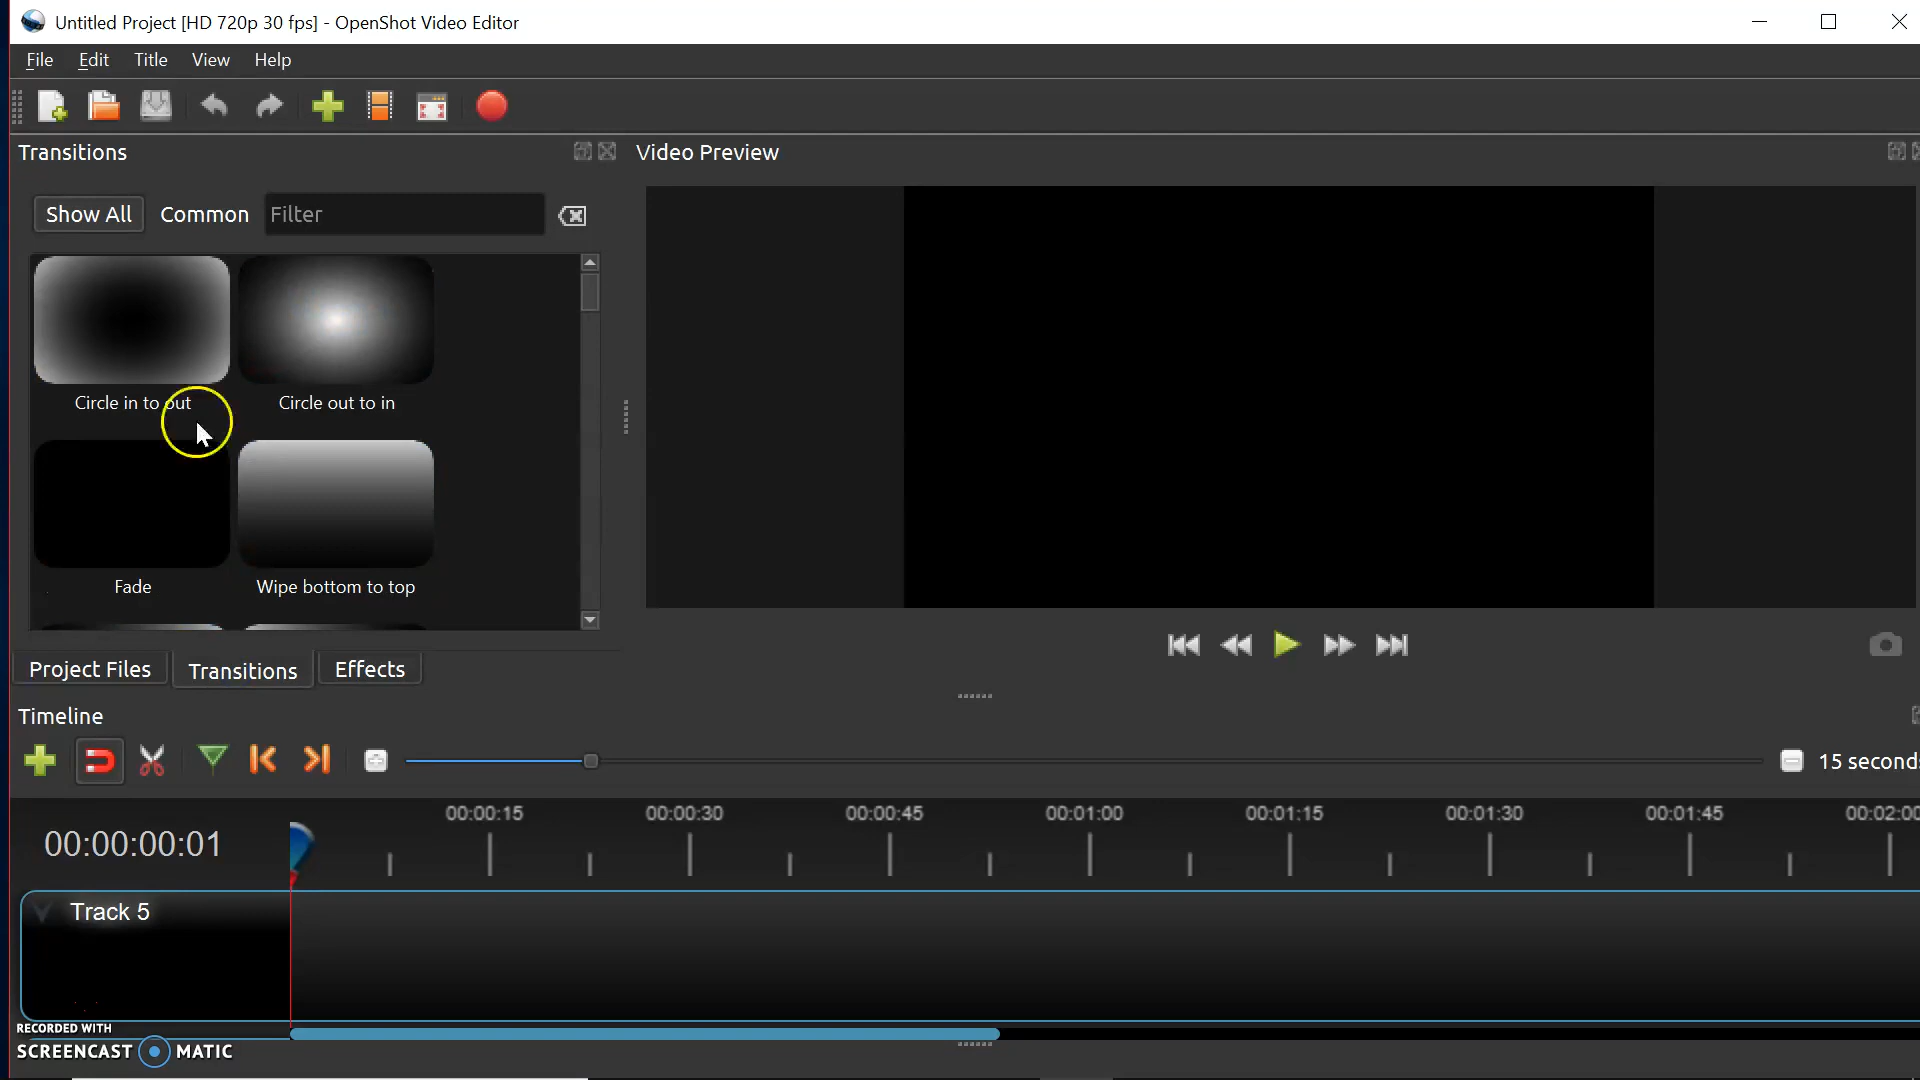 Untitled Project [HD 720p 30 fps] - OpenShot Video Editor
File Edit Title View Help
Transitions
Video Preview
Show All Common Filter
Circle in to out
Circle out to in
Fade
Wipe bottom to top
Project Files Transitions Effects
Timeline
15 seconds
00:00:00:01
00:00:15 00:00:30 00:00:45 00:01:00 00:01:15 00:01:30 00:01:45 00:02:00
Track 5
RECORDED WITH
SCREENCAST MATIC